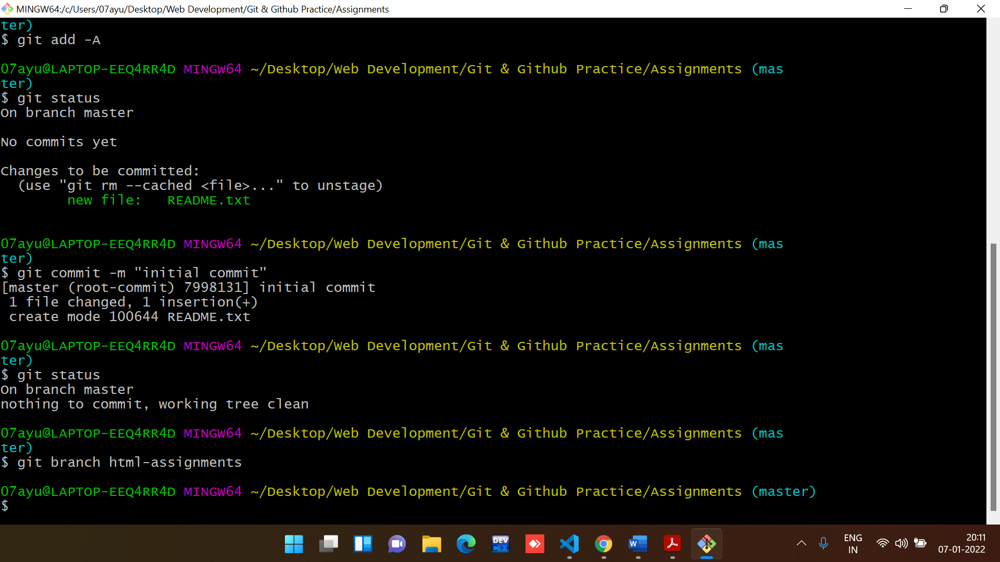 MINGW64:/c/Users/07ayu/Desktop/Web Development/Git & Github Practice/Assignments
ter)
$ git add -A
07ayu@LAPTOP-EEQ4RR4D MINGW64 ~/Desktop/Web Development/Git & Github Practice/Assignments (mas
ter)
$ git status
On branch master
No commits yet
Changes to be committed:
  (use "git rm --cached <file>..." to unstage)
        new file:   README.txt
07ayu@LAPTOP-EEQ4RR4D MINGW64 ~/Desktop/Web Development/Git & Github Practice/Assignments (mas
ter)
$ git commit -m "initial commit"
[master (root-commit) 7998131] initial commit
 1 file changed, 1 insertion(+)
 create mode 100644 README.txt
07ayu@LAPTOP-EEQ4RR4D MINGW64 ~/Desktop/Web Development/Git & Github Practice/Assignments (mas
ter)
$ git status
On branch master
nothing to commit, working tree clean
07ayu@LAPTOP-EEQ4RR4D MINGW64 ~/Desktop/Web Development/Git & Github Practice/Assignments (mas
ter)
$ git branch html-assignments
07ayu@LAPTOP-EEQ4RR4D MINGW64 ~/Desktop/Web Development/Git & Github Practice/Assignments (master)
$
DEV
C++
W
ENG
IN
20:11
07-01-2022